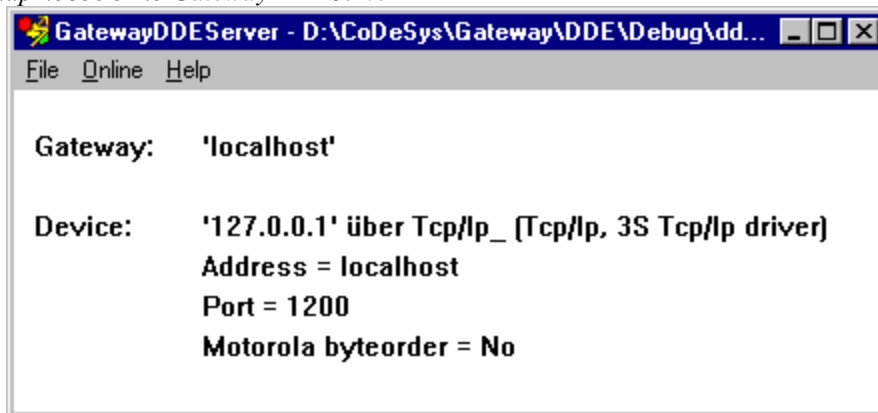 GatewayDDEServer - D:\CoDeSys\Gateway\DDE\Debug\dd...
File Online Help
Gateway: 'localhost'
Device: '127.0.0.1' über Tcp/Ip_ (Tcp/Ip, 3S Tcp/Ip driver)
Address = localhost
Port = 1200
Motorola byteorder = No